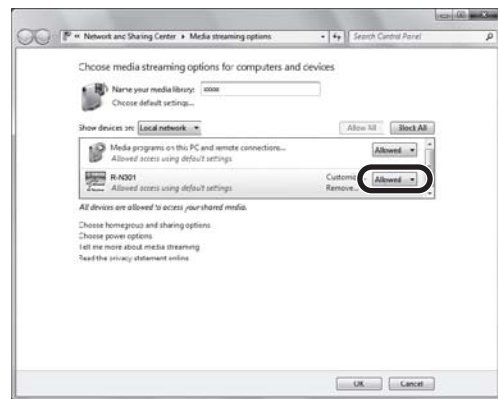 « Network and Sharing Center ▸ Media streaming options
Search Control Panel
Choose media streaming options for computers and devices
Name your media library: xxxxx
Choose default settings...
Show devices on: Local network
Allow All
Block All
Media programs on this PC and remote connections...
Allowed access using default settings
Allowed
R-N301
Allowed access using default settings
Remove...
Allowed
All devices are allowed to access your shared media.
Choose homegroup and sharing options
Choose power options
Tell me more about media streaming
Read the privacy statement online
OK
Cancel